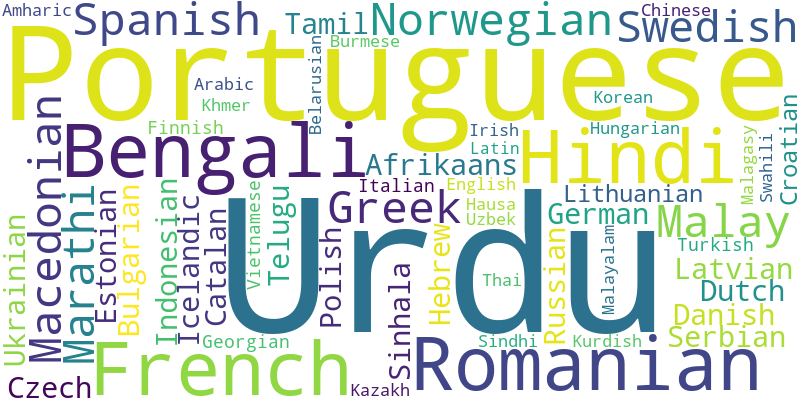 Amharic
Spanish
Tamil
Norwegian
Chinese
Swedish
Portuguese
Burmese
Belarusian
Arabic
Khmer
Korean
Finnish
Irish
Hungarian
Latin
Bengali
Hindi
Afrikaans
Malagasy
Swahili
Croatian
Macedonian
Marathi
Estonian
Bulgarian
Indonesian
Icelandic
Catalan
Vietnamese
Telugu
Italian
English
Greek
Hausa
Uzbek
Lithuanian
German
Malay
Urdu
Ukrainian
Polish
Hebrew
Russian
Malayalam
Turkish
Latvian
Thai
Dutch
Sinhala
Danish
Serbian
Georgian
Sindhi
Kurdish
French
Romanian
Czech
Kazakh